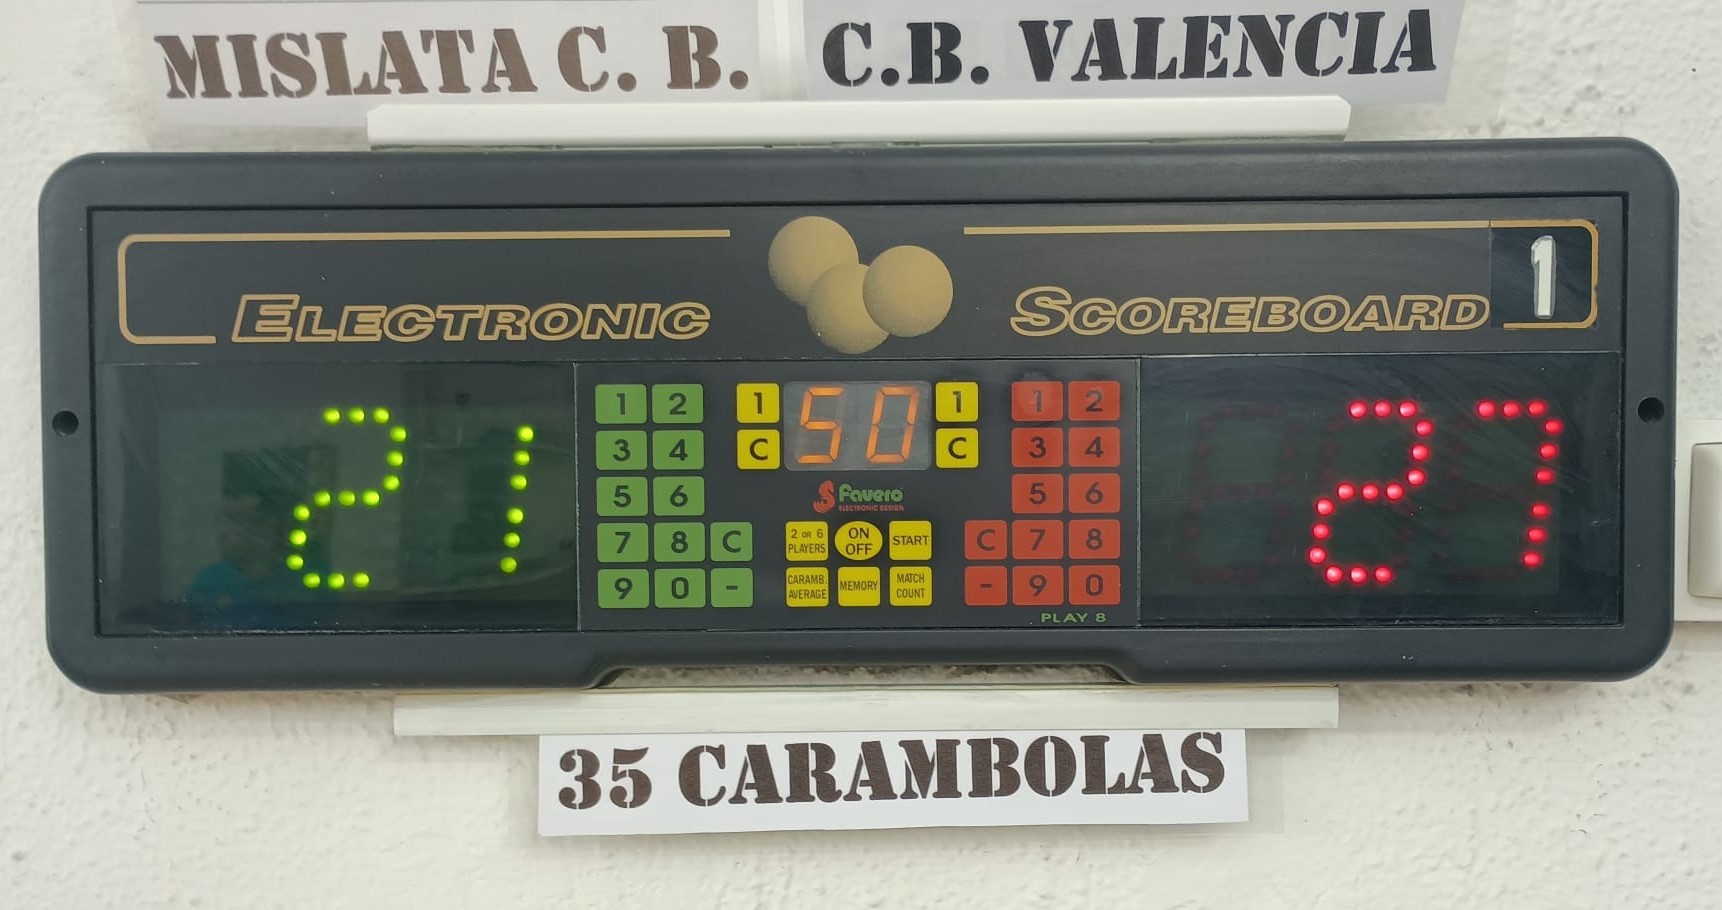 MISLATA C. B.
C.B. VALENCIA
ELECTRONIC
SCOREBOARD
1
21
50
27
1 2
3 4
5 6
7 8 C
9 0 -
1
C
1
C
Favero
ELECTRONIC DESIGN
2 OR 6 PLAYERS
ON OFF
START
CARAMB. AVERAGE
MEMORY
MATCH COUNT
1 2
3 4
5 6
C 7 8
- 9 0
PLAY 8
35 CARAMBOLAS